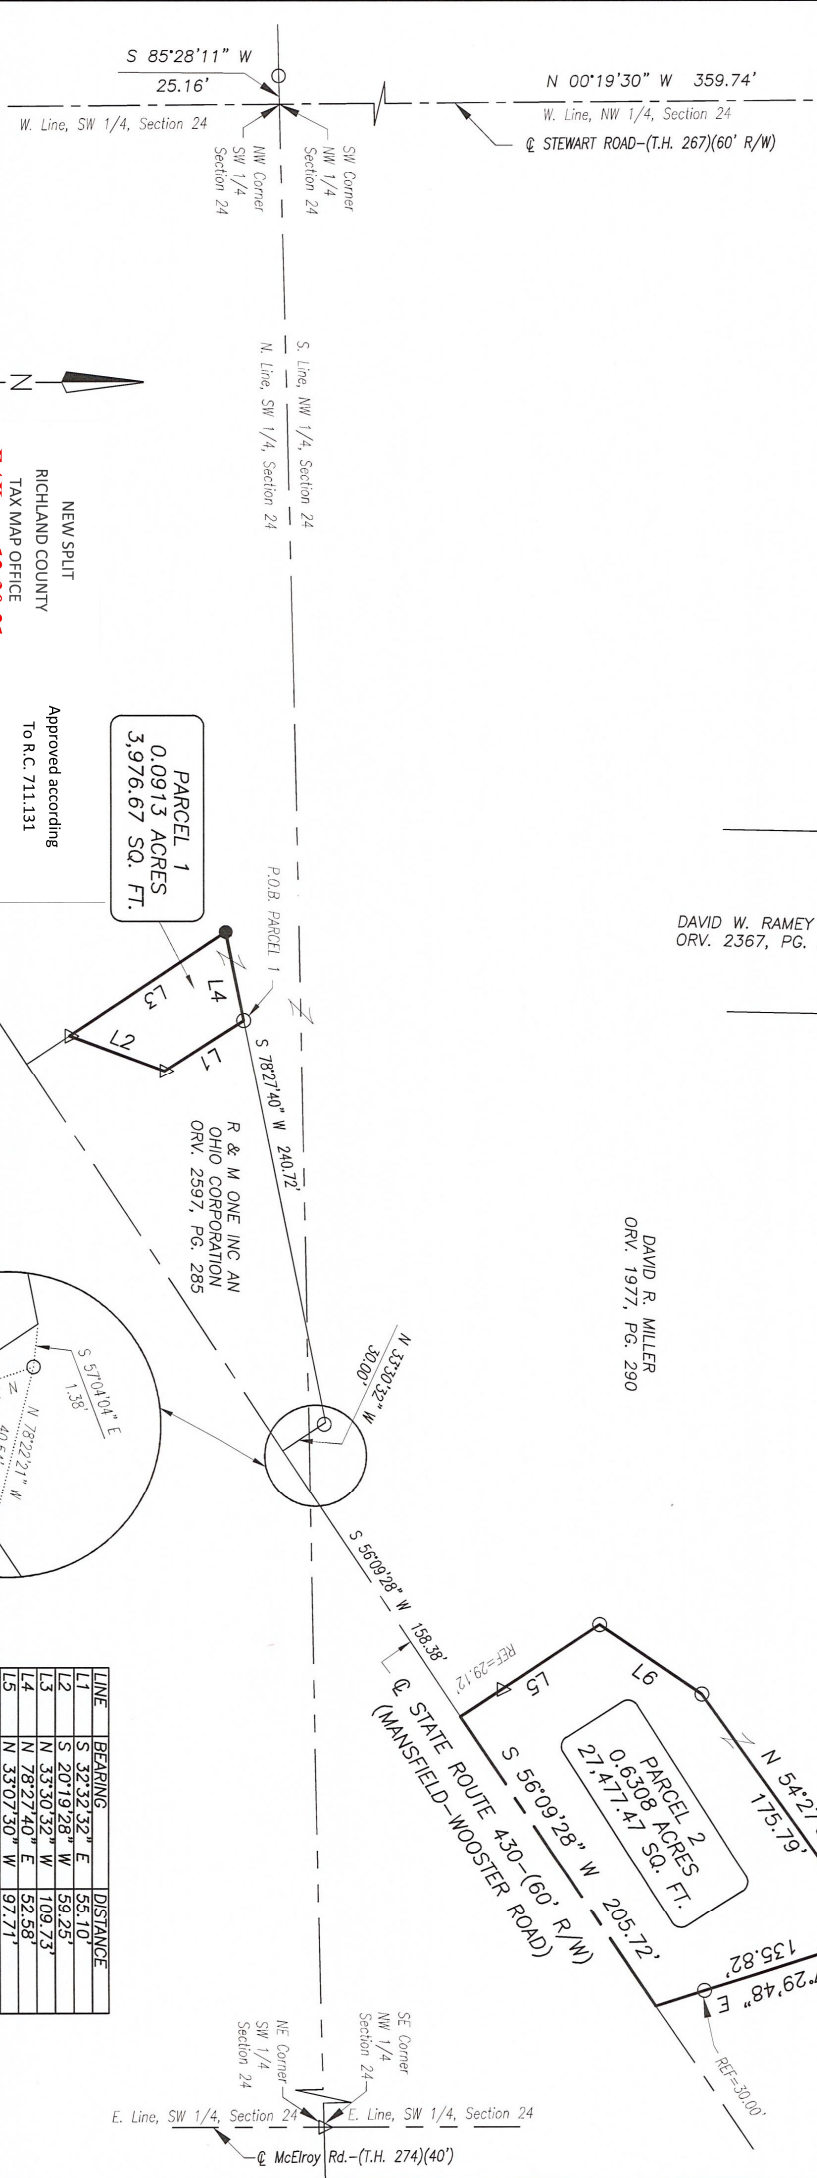 S 85°28'11" W
25.16'
N 00°19'30" W 359.74'
W. Line, SW 1/4, Section 24
W. Line, NW 1/4, Section 24
℄ STEWART ROAD-(T.H. 267)(60' R/W)
SW Corner
NW 1/4
Section 24
NW Corner
SW 1/4
Section 24
S. Line, NW 1/4, Section 24
N. Line, SW 1/4, Section 24
N
NEW SPLIT
RICHLAND COUNTY
TAX MAP OFFICE
Approved according
To R.C. 711.131
PARCEL 1
0.0913 ACRES
3,976.67 SQ. FT.
P.O.B. PARCEL 1
L4
L3
L2
L1
S 78°27'40" W 240.72'
R & M ONE INC AN
OHIO CORPORATION
ORV. 2597, PG. 285
DAVID W. RAMEY
ORV. 2367, PG.
DAVID R. MILLER
ORV. 1977, PG. 290
N 33°30'32" W
30.00'
S 57°04'04" E
1.38'
N 78°22'21" W
S 56°09'28" W 158.38'
REF=29.12'
L5
L6
℄ STATE ROUTE 430-(60' R/W)
(MANSFIELD-WOOSTER ROAD)
PARCEL 2
0.6308 ACRES
27,477.47 SQ. FT.
N 54°27'
175.79'
S 56°09'28" W 205.72'
135.82'
°29'48" E
REF=30.00'
LINE BEARING DISTANCE
L1 S 32°32'32" E 55.10'
L2 S 20°19'28" W 59.25'
L3 N 33°30'32" W 109.73'
L4 N 78°27'40" E 52.58'
L5 N 33°07'30" W 97.71'
SE Corner
NW 1/4
Section 24
NE Corner
SW 1/4
Section 24
E. Line, SW 1/4, Section 24
E. Line, SW 1/4, Section 24
℄ McElroy Rd.-(T.H. 274)(40')